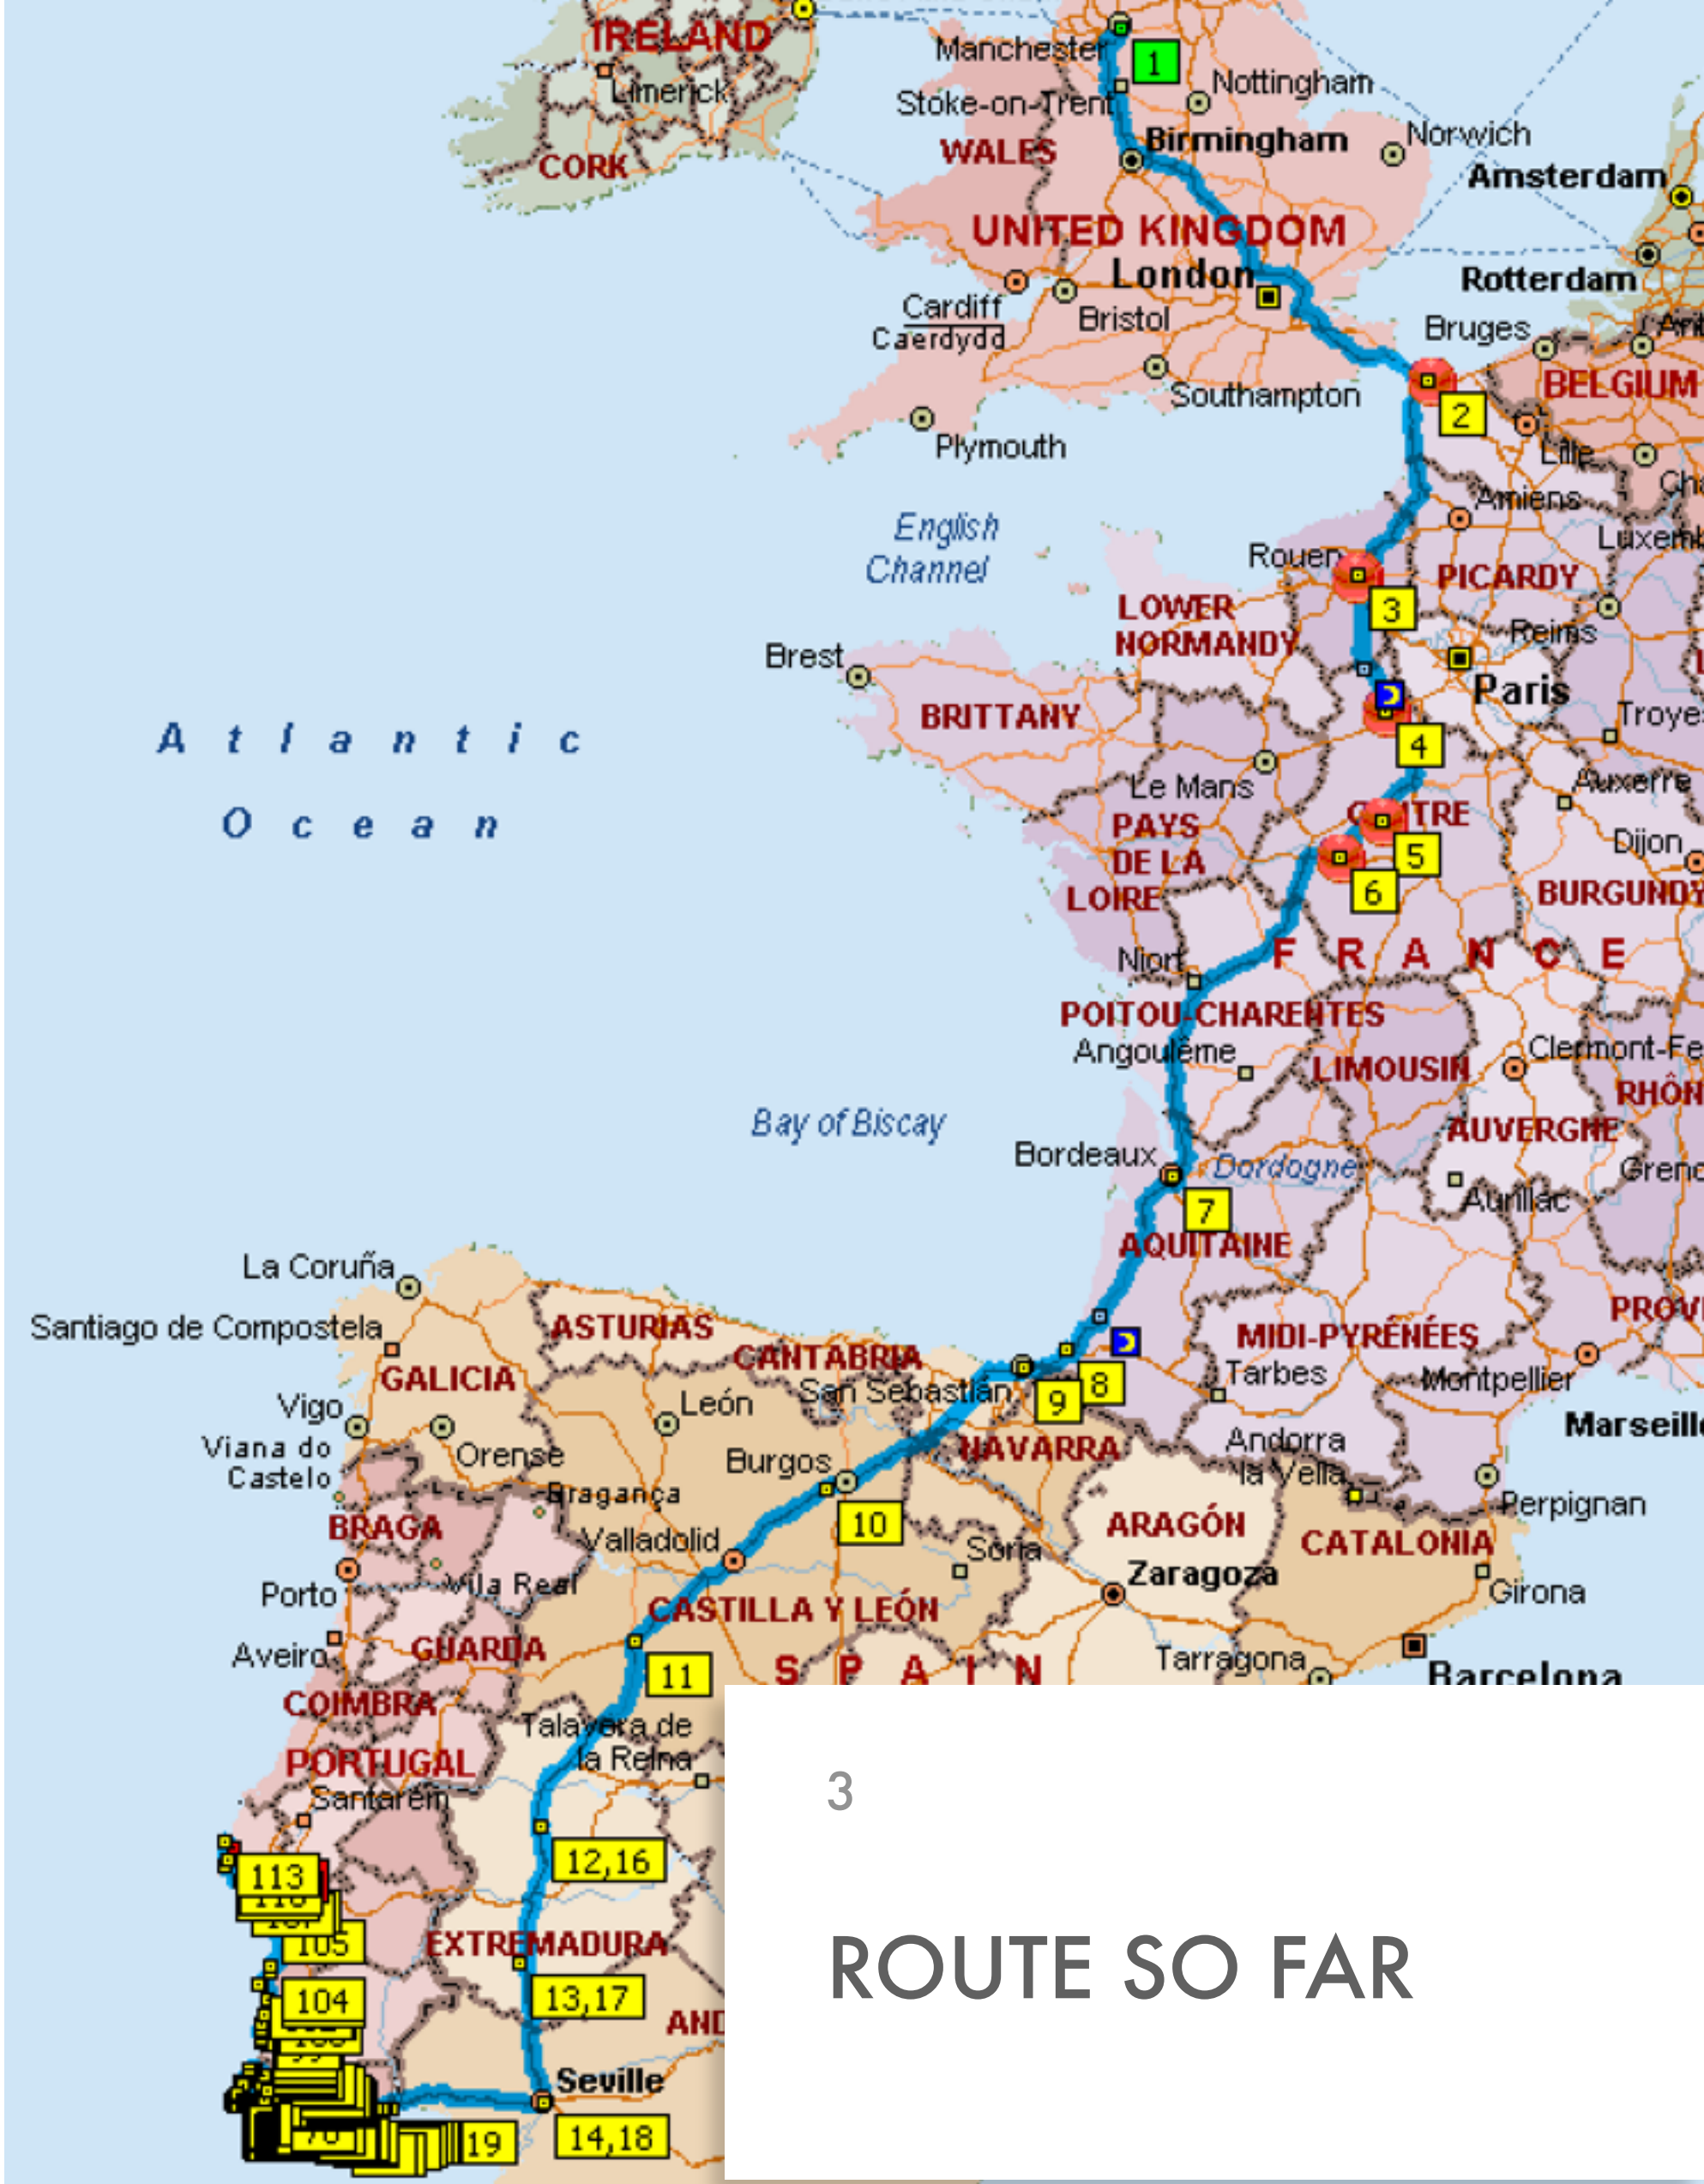 IRELAND
Limerick
CORK
Manchester
1
Nottingham
Stoke-on-Trent
Norwich
WALES
Birmingham
Amsterdam
UNITED KINGDOM
London
Rotterdam
Cardiff
Caerdydd
Bristol
Bruges
Southampton
BELGIUM
2
Plymouth
Lille
Amiens
English
Channel
Rouen
PICARDY
LOWER
NORMANDY
3
Reims
Brest
Paris
BRITTANY
4
Atlantic
Ocean
Le Mans
Auxerre
PAYS
DE LA
LOIRE
5
Dijon
6
BURGUNDY
FRANCE
Niort
POITOU-CHARENTES
Angoulême
LIMOUSIN
AUVERGNE
Bay of Biscay
Bordeaux
Dordogne
Aurillac
7
AQUITAINE
La Coruña
Santiago de Compostela
ASTURIAS
CANTABRIA
MIDI-PYRÉNÉES
GALICIA
San Sebastián
8
9
Tarbes
Montpellier
Vigo
León
Orense
Viana do
Castelo
Burgos
NAVARRA
Andorra
la Vella
Perpignan
Bragança
10
ARAGÓN
CATALONIA
BRAGA
Valladolid
Soria
Zaragoza
Girona
Porto
Vila Real
CASTILLA Y LEÓN
Aveiro
GUARDA
SPAIN
Tarragona
Barcelona
11
COIMBRA
Talavera de
la Reina
PORTUGAL
Santarém
3
113
12,16
105
EXTREMADURA
ROUTE SO FAR
104
13,17
Seville
19
14,18